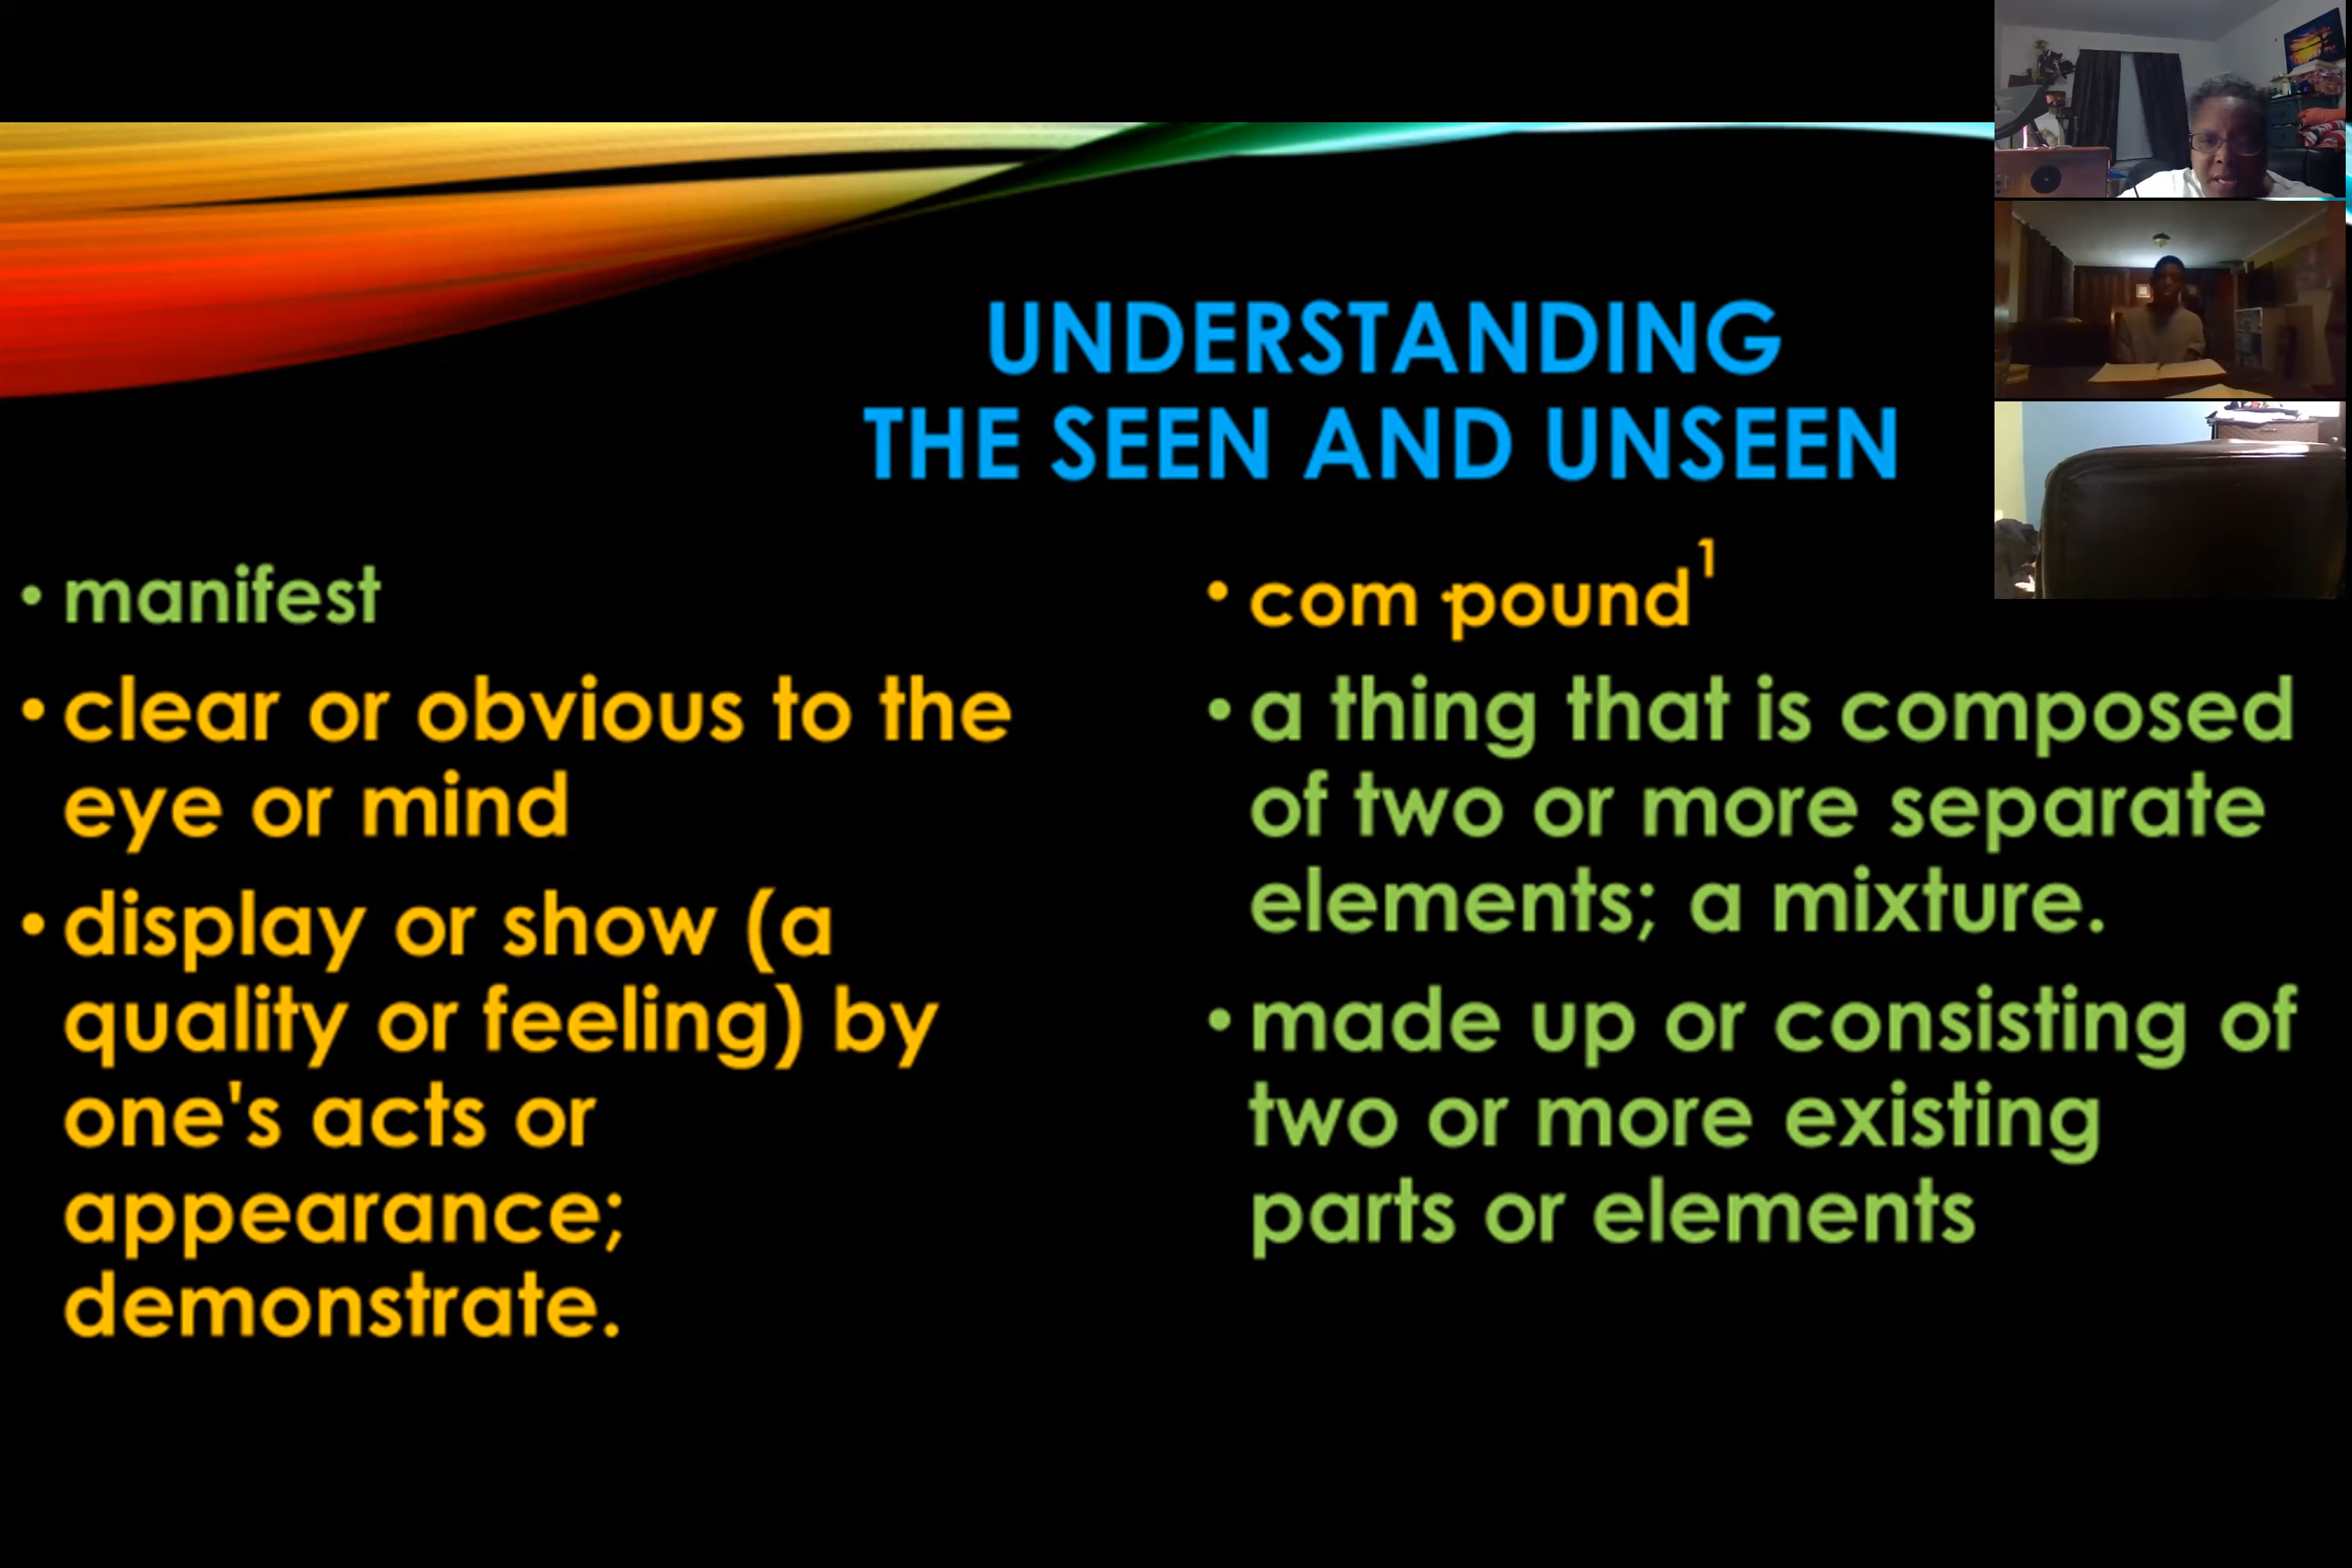 UNDERSTANDING
THE SEEN AND UNSEEN
• manifest
• clear or obvious to the
eye or mind
• display or show (a
quality or feeling) by
one's acts or
appearance;
demonstrate.
• com·pound¹
• a thing that is composed
of two or more separate
elements; a mixture.
• made up or consisting of
two or more existing
parts or elements